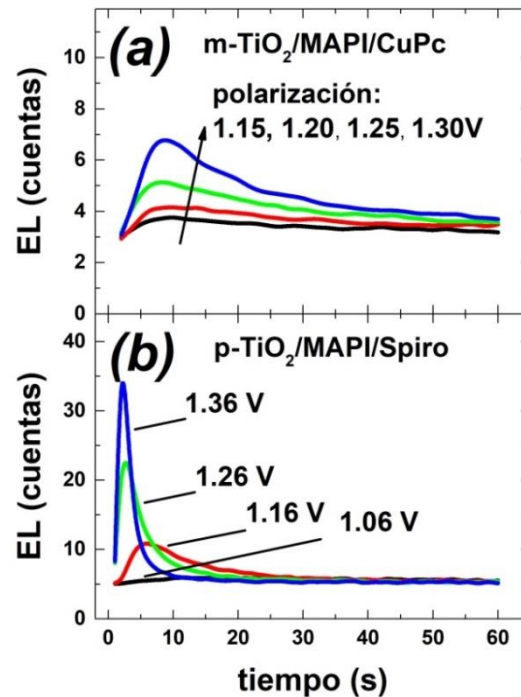 (a) m-TiO₂/MAPI/CuPc
polarización:
1.15, 1.20, 1.25, 1.30V
EL (cuentas)
10
8
6
4
2
0
(b) p-TiO₂/MAPI/Spiro
1.36 V
1.26 V
1.16 V
1.06 V
EL (cuentas)
40
30
20
10
0
0 10 20 30 40 50 60
tiempo (s)